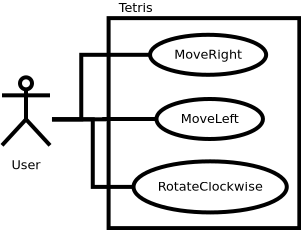 Tetris
MoveRight
MoveLeft
User
RotateClockwise